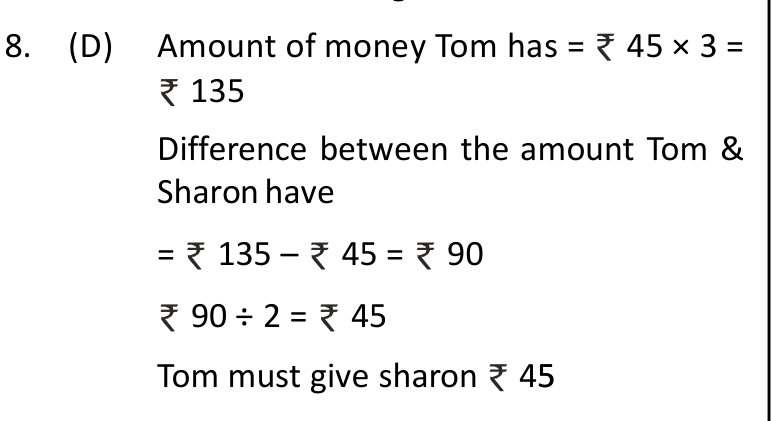 8. (D) Amount of money Tom has = ₹ 45 × 3 =
₹ 135
Difference between the amount Tom &
Sharon have
= ₹ 135 – ₹ 45 = ₹ 90
₹ 90 ÷ 2 = ₹ 45
Tom must give sharon ₹ 45